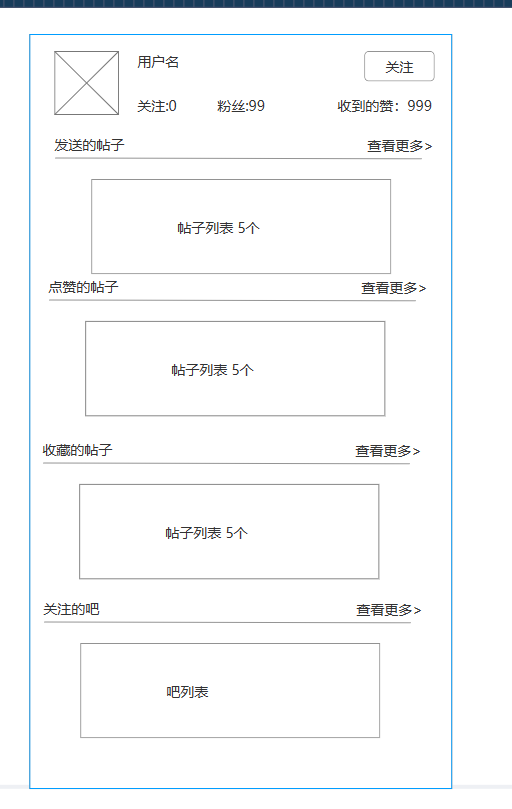 用户名
关注
关注:0 粉丝:99 收到的赞：999
发送的帖子 查看更多>
帖子列表 5个
点赞的帖子 查看更多>
帖子列表 5个
收藏的帖子 查看更多>
帖子列表 5个
关注的吧 查看更多>
吧列表